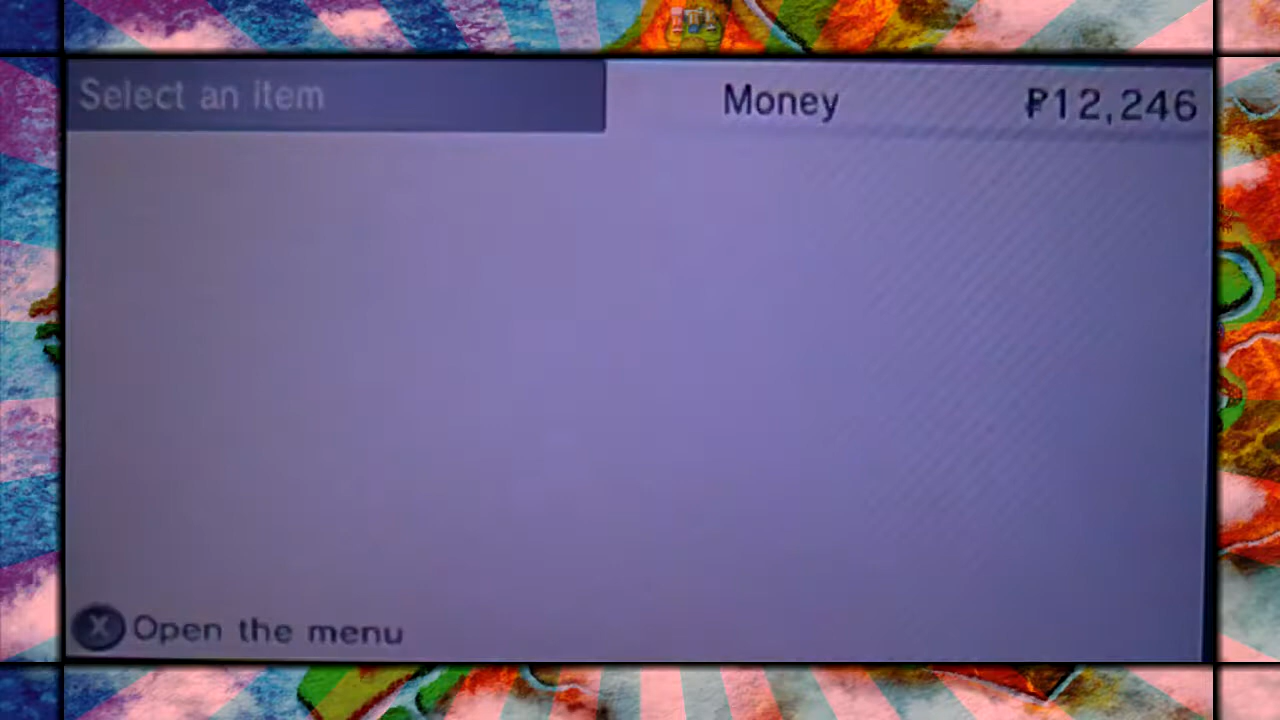 Select an item
Money ₽12,246
X Open the menu